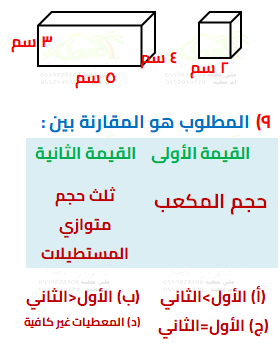 ٣ سم
٤ سم
٥ سم
٢ سم
٩) المطلوب هو المقارنة بين :
القيمة الأولى القيمة الثانية
حجم المكعب
ثلث حجم
متوازي
المستطيلات
(أ) الأول>الثاني (ب) الأول<الثاني
(ج) الأول=الثاني (د) المعطيات غير كافية